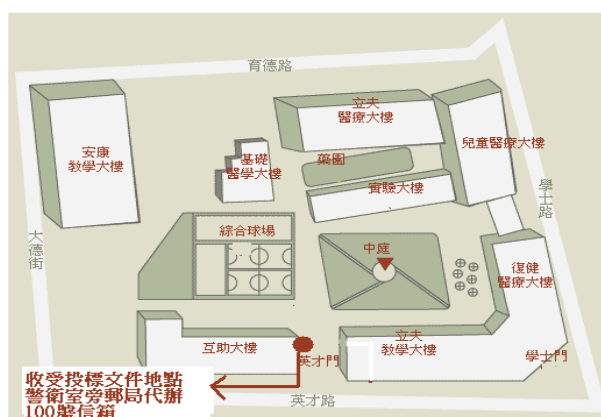 育德路
立夫
醫療大樓
兒童醫療大樓
安康
教學大樓
基礎
醫學大樓
藥園
實驗大樓
學士路
大德街
綜合球場
中庭
復健
醫療大樓
互助大樓
英才門
立夫
教學大樓
學士門
收受投標文件地點
警衛室旁郵局代辦
100號信箱
英才路